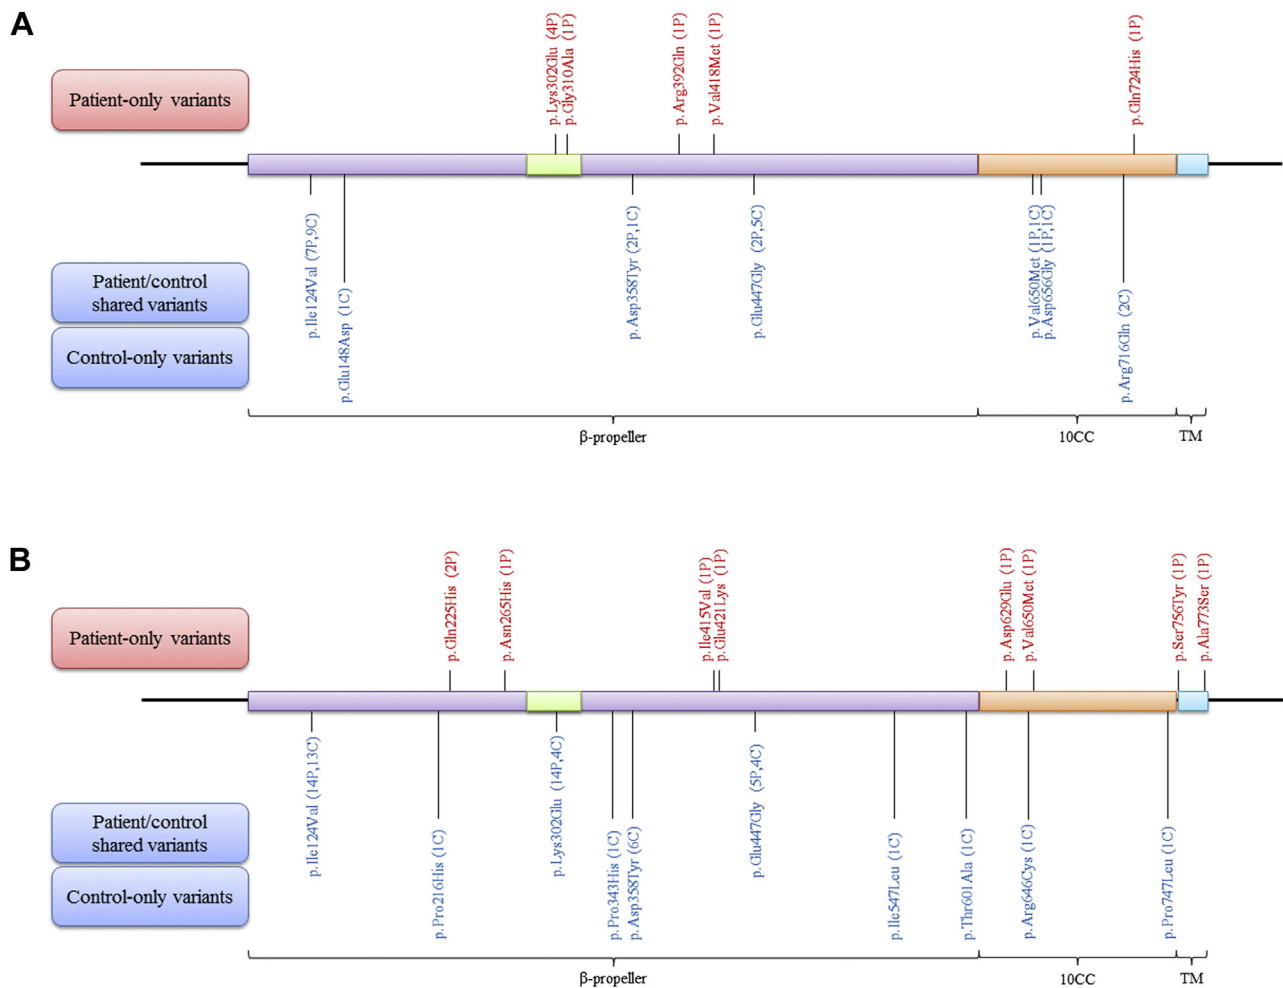 A
Patient-only variants
p.Lys302Glu (4P)
p.Gly310Ala (1P)
p.Arg392Gln (1P)
p.Val418Met (1P)
p.Gln724His (1P)
Patient/control
shared variants
Control-only variants
p.Ile124Val (7P,9C)
p.Glu148Asp (1C)
p.Asp358Tyr (2P,1C)
p.Glu447Gly (2P,5C)
p.Val650Met (1P,1C)
p.Asp656Gly (1P,1C)
p.Arg716Gln (2C)
β-propeller
10CC
TM
B
Patient-only variants
p.Gln225His (2P)
p.Asn265His (1P)
p.Ile415Val (1P)
p.Glu421Lys (1P)
p.Asp629Glu (1P)
p.Val650Met (1P)
p.Ser756Tyr (1P)
p.Ala773Ser (1P)
Patient/control
shared variants
Control-only variants
p.Ile124Val (14P,13C)
p.Pro216His (1C)
p.Lys302Glu (14P,4C)
p.Pro343His (1C)
p.Asp358Tyr (6C)
p.Glu447Gly (5P,4C)
p.Ile547Leu (1C)
p.Thr601Ala (1C)
p.Arg646Cys (1C)
p.Pro747Leu (1C)
β-propeller
10CC
TM